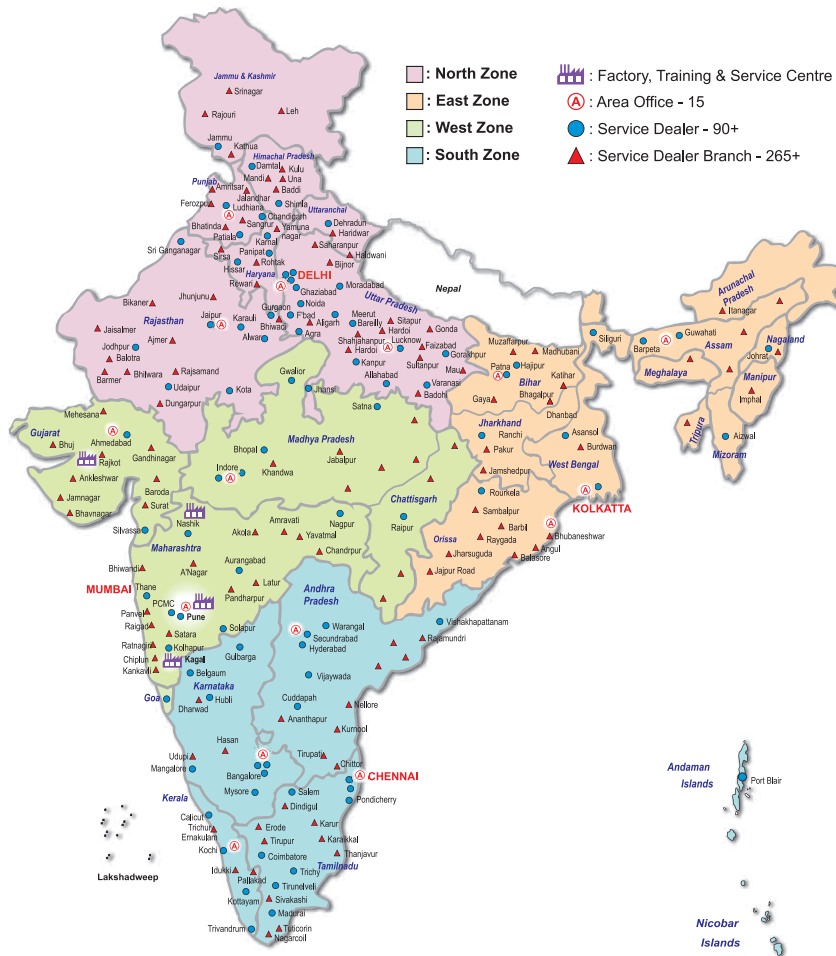 : North Zone
: East Zone
: West Zone
: South Zone
: Factory, Training & Service Centre
A : Area Office - 15
: Service Dealer - 90+
: Service Dealer Branch - 265+
Jammu & Kashmir
Srinagar
Rajouri
Leh
Jammu
Kathua
Himachal Pradesh
Damtal
Kulu
Mandi
Una
Baddi
Punjab
Amritsar
Jalandhar
Ferozpur
Ludhiana
Shimla
Chandigarh
A
Bhatinda
Sangrur
Yamuna
nagar
Patiala
Karnal
Uttaranchal
Dehradun
Haridwar
Saharanpur
Haldwani
Sri Ganganagar
Sirsa
Panipat
Hissar
Rohtak
Bijnor
Haryana
DELHI
Rewari
A
Ghaziabad
Moradabad
Nepal
Noida
Uttar Pradesh
Bikaner
Jhunjunu
Gurgaon
F'bad
Meerut
Sitapur
Jaisalmer
Rajasthan
Jaipur
A
Karauli
Bhiwadi
Aligarh
Bareilly
Hardoi
Gonda
Jodhpur
Ajmer
Alwar
Agra
Shahjahanpur
Hardoi
A
Lucknow
Faizabad
Gorakhpur
Balotra
Kanpur
Sultanpur
Mau
Barmer
Bhilwara
Rajsamand
Allahabad
Varanasi
Udaipur
Kota
Badohi
Dungarpur
Gwalior
Jhansi
Satna
Arunachal
Pradesh
Itanagar
Siliguri
Barpeta
A
Guwahati
Assam
Nagaland
Johrat
Meghalaya
Manipur
Imphal
Tripura
Aizwal
Mizoram
Muzaffarpur
Madhubani
Patna
A
Hajipur
Katihar
Bihar
Gaya
Bhagalpur
Dhanbad
Jharkhand
Ranchi
Asansol
Pakur
Burdwan
West Bengal
Jamshedpur
A
KOLKATTA
Rourkela
Sambalpur
Barbil
A
Orissa
Raygada
Bhubaneshwar
Jharsuguda
Angul
Balasore
Jajpur Road
Mehesana
Gujarat
A
Ahmedabad
Bhuj
Rajkot
Gandhinagar
Ankleshwar
Baroda
Jamnagar
Surat
Bhavnagar
Madhya Pradesh
Bhopal
Jabalpur
Indore
A
Khandwa
Chattisgarh
Raipur
Silvassa
Nashik
Maharashtra
Akola
Amravati
Yavatmal
Nagpur
Chandrpur
Aurangabad
Bhiwandi
A'Nagar
Latur
MUMBAI
Thane
Pandharpur
PCMC
A
Panvel
Pune
Raigad
Satara
Solapur
Ratnagiri
Kolhapur
Chiplun
Kagal
Gulbarga
Kankavli
Belgaum
Andhra
Pradesh
A
Warangal
Secundrabad
Hyderabad
Vishakhapattanam
Rajamundri
Vijaywada
Karnataka
Goa
Hubli
Dharwad
Cuddapah
Nellore
Ananthapur
Kurnool
Hasan
A
Udupi
Tirupati
Chittor
Mangalore
Bangalore
A
CHENNAI
Mysore
Salem
Pondicherry
Kerala
Dindigul
Calicut
Trichur
Erode
Karur
Ernakulam
Tirupur
Karaikkal
Kochi
A
Coimbatore
Thanjavur
Tamilnadu
Idukki
Pallakad
Trichy
Kottayam
Tirunelveli
Sivakashi
Madurai
Trivandrum
Tuticorin
Nagarcoil
Lakshadweep
Andaman
Islands
Port Blair
Nicobar
Islands